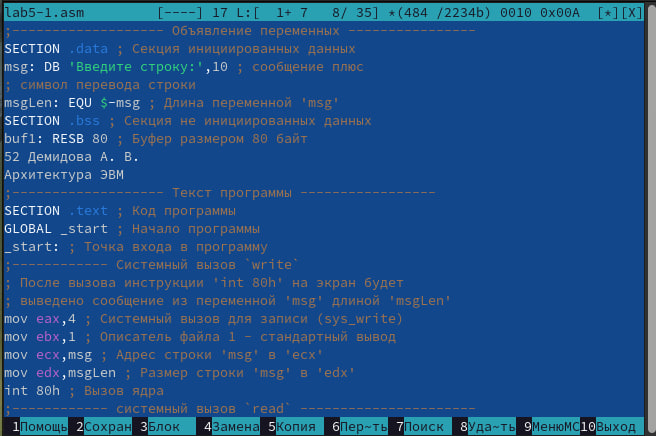 lab5-1.asm [----] 17 L:[ 1+ 7 8/ 35] *(484 /2234b) 0010 0x00A [*][X]
;------------------ Объявление переменных ----------------
SECTION .data ; Секция инициированных данных
msg: DB 'Введите строку:',10 ; сообщение плюс
; символ перевода строки
msgLen: EQU $-msg ; Длина переменной 'msg'
SECTION .bss ; Секция не инициированных данных
buf1: RESB 80 ; Буфер размером 80 байт
52 Демидова А. В.
Архитектура ЭВМ
;------------------ Текст программы -----------------
SECTION .text ; Код программы
GLOBAL _start ; Начало программы
_start: ; Точка входа в программу
;------------ Системный вызов `write`
; После вызова инструкции 'int 80h' на экран будет
; выведено сообщение из переменной 'msg' длиной 'msgLen'
mov eax,4 ; Системный вызов для записи (sys_write)
mov ebx,1 ; Описатель файла 1 - стандартный вывод
mov ecx,msg ; Адрес строки 'msg' в 'ecx'
mov edx,msgLen ; Размер строки 'msg' в 'edx'
int 80h ; Вызов ядра
;------------ системный вызов `read` ----------------------
1Помощь 2Сохран 3Блок 4Замена 5Копия 6Пер~ть 7Поиск 8Уда~ть 9МенюMC 10Выход